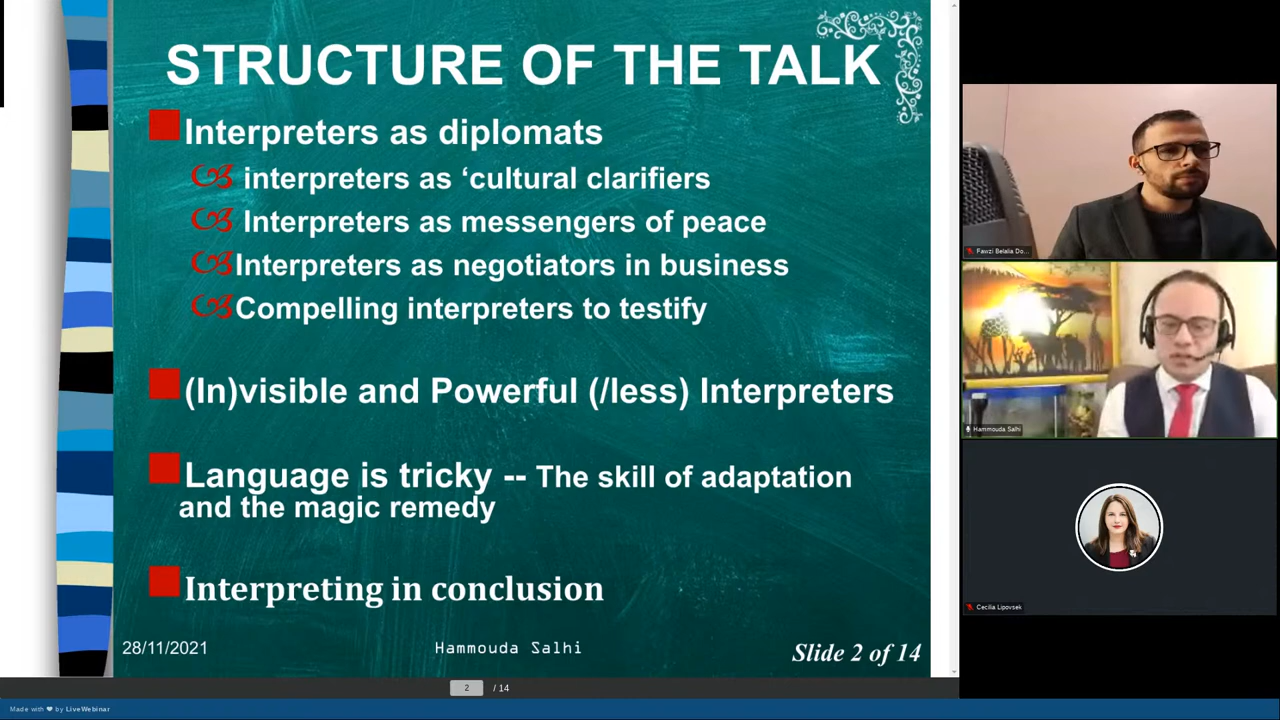 STRUCTURE OF THE TALK
Interpreters as diplomats
interpreters as ‘cultural clarifiers
Interpreters as messengers of peace
Interpreters as negotiators in business
Compelling interpreters to testify
(In)visible and Powerful (/less) Interpreters
Language is tricky -- The skill of adaptation
and the magic remedy
Interpreting in conclusion
28/11/2021
Hammouda Salhi
Slide 2 of 14
2 / 14
Made with ❤ by LiveWebinar
Fawzi Belalia Do...
Hammouda Salhi
Cecilia Lipovsek